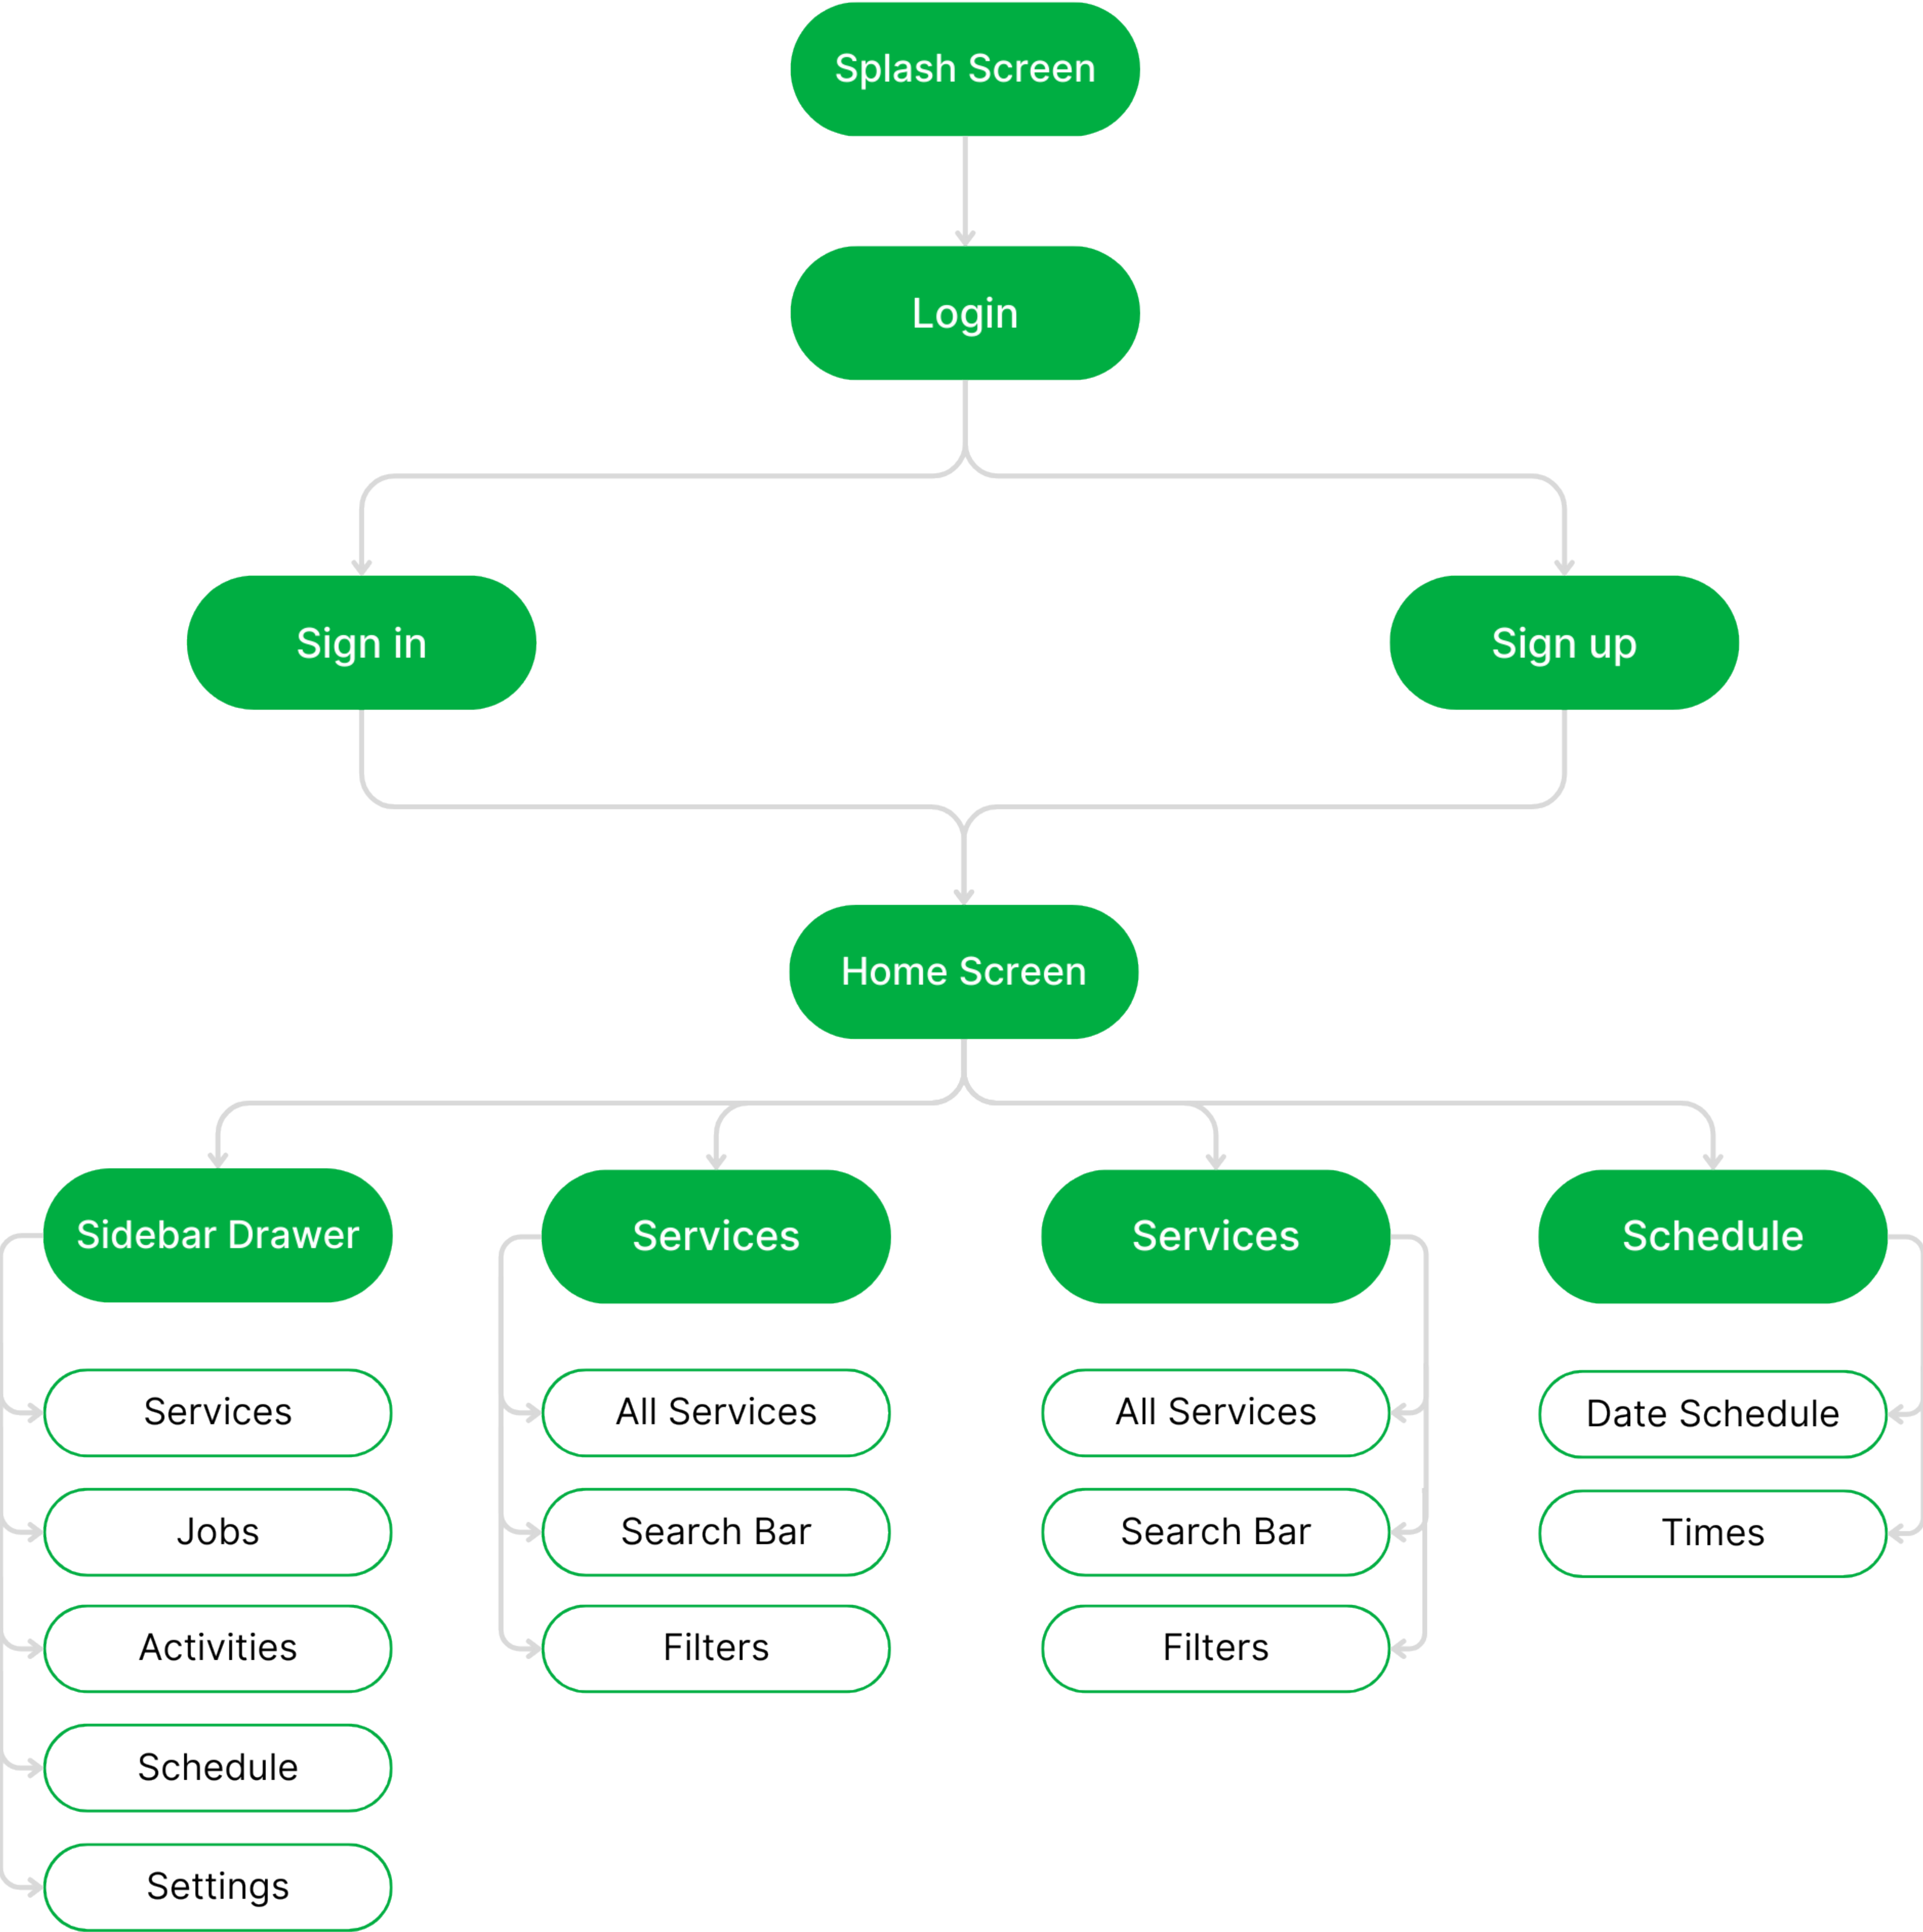 Splash Screen
Login
Sign in
Sign up
Home Screen
Sidebar Drawer
Services
Services
Schedule
Services
All Services
All Services
Date Schedule
Jobs
Search Bar
Search Bar
Times
Activities
Filters
Filters
Schedule
Settings